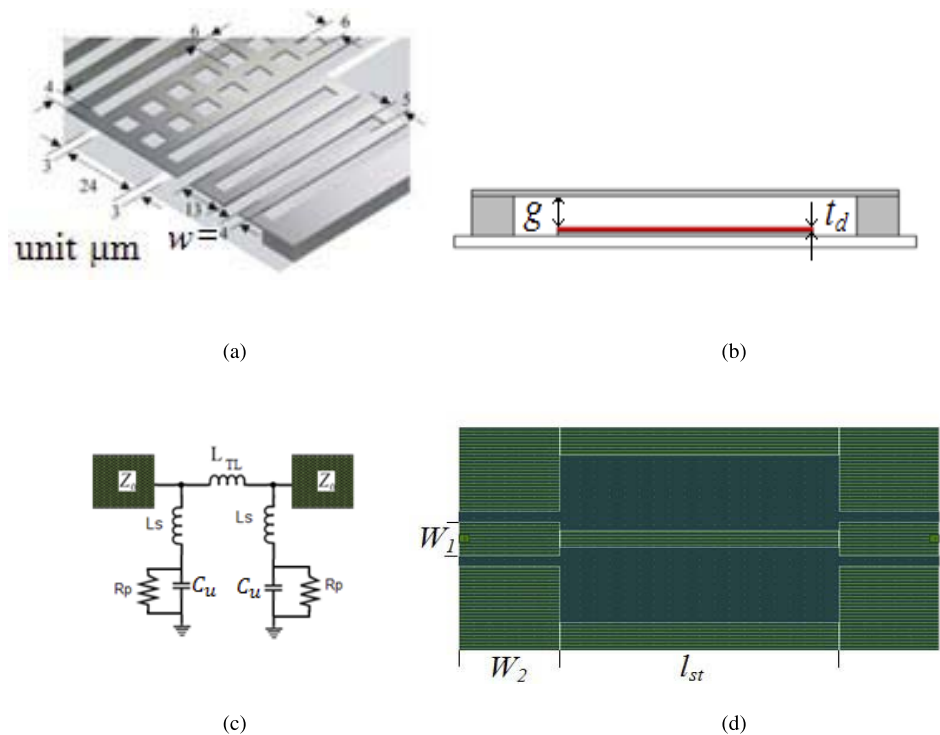 6
6
4
5
3
24
3
13
w=
4
unit μm
(a)
g
t_d
(b)
L_TL
Z_0
Z_0
Ls
Ls
Rp
C_u
C_u
Rp
(c)
W_1
W_2
l_st
(d)